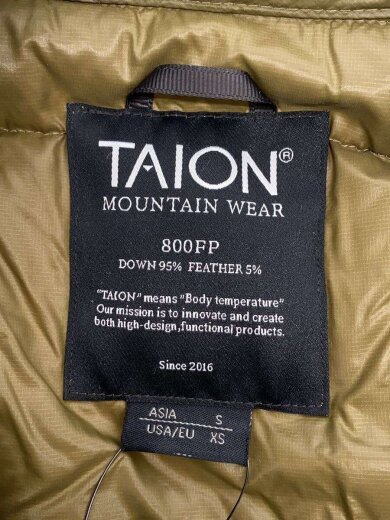 TAION®
MOUNTAIN WEAR
800FP
DOWN 95% FEATHER 5%
"TAION" means "Body temperature"
Our mission is to innovate and create
both high-design,functional products.
Since 2016
ASIA S
USA/EU XS